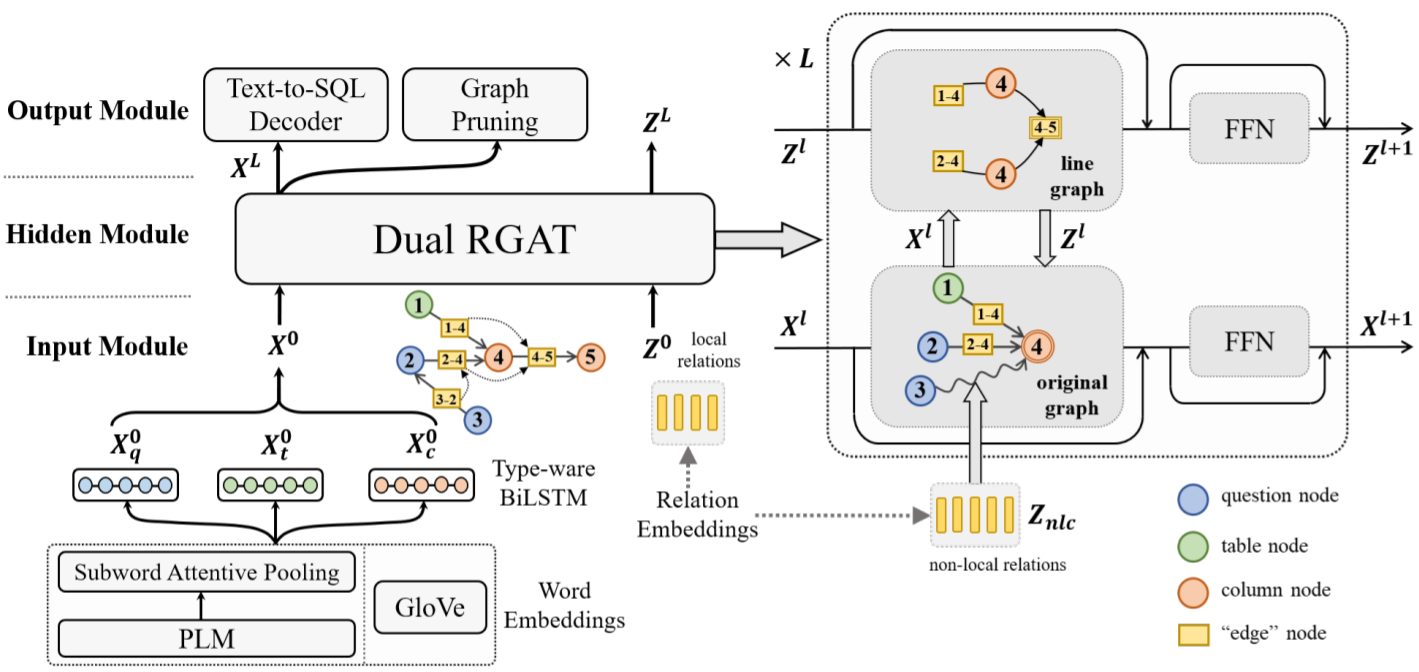 Output Module
Text-to-SQL
Decoder
Graph
Pruning
X^L
Z^L
Hidden Module
Dual RGAT
Input Module
X^0
1
1-4
2
2-4
4
4-5
5
3-2
3
Z^0
local
relations
X_q^0
X_t^0
X_c^0
Type-ware
BiLSTM
Relation
Embeddings
Subword Attentive Pooling
PLM
GloVe
Word
Embeddings
× L
1-4
4
4-5
2-4
4
line
graph
Z^l
FFN
Z^{l+1}
X^l
Z^l
1
1-4
2
2-4
4
3
original
graph
X^l
FFN
X^{l+1}
Z_{nlc}
non-local relations
question node
table node
column node
“edge” node